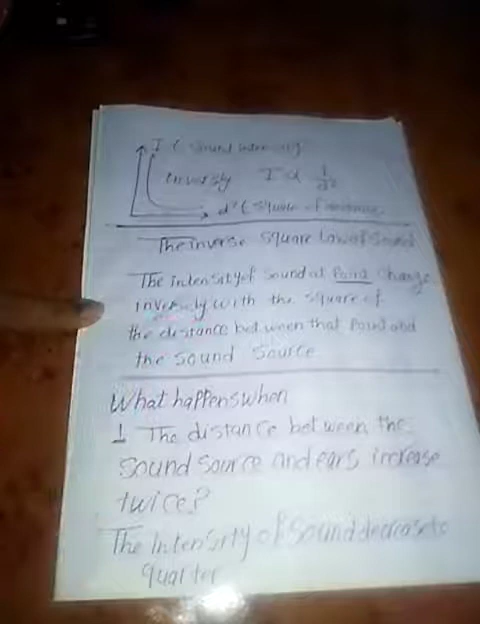 I ( Sound intensity
inversly I α 1/d²
d² ( Square of distance
The inverse Square Law of Sound
The intensity of Sound at Point Change
inversly with the square of
the distance between that Point and
the Sound Source
What happens when
1 The distance between the
Sound Source and ears increase
twice?
The Intensity of Sound decrease to
quarter